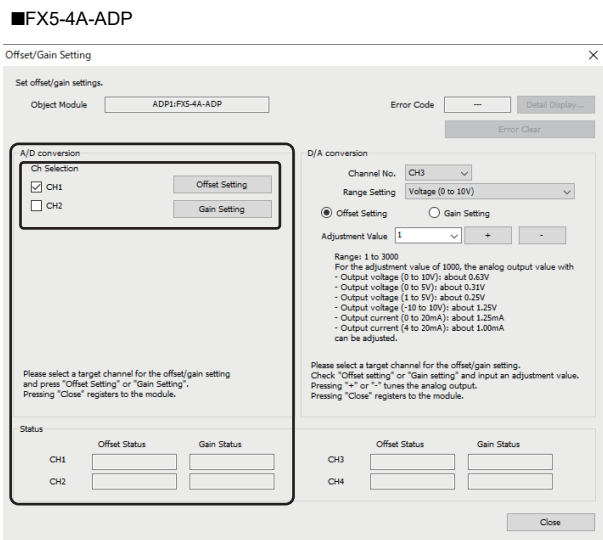 ■FX5-4A-ADP
Offset/Gain Setting
Set offset/gain settings.
Object Module
ADP1:FX5-4A-ADP
Error Code
---
Detail Display...
Error Clear
A/D conversion
Ch Selection
CH1
Offset Setting
CH2
Gain Setting
Please select a target channel for the offset/gain setting
and press "Offset Setting" or "Gain Setting".
Pressing "Close" registers to the module.
D/A conversion
Channel No.
CH3
Range Setting
Voltage (0 to 10V)
Offset Setting
Gain Setting
Adjustment Value
1
+
-
Range: 1 to 3000
For the adjustment value of 1000, the analog output value with
- Output voltage (0 to 10V): about 0.63V
- Output voltage (0 to 5V): about 0.31V
- Output voltage (1 to 5V): about 0.25V
- Output voltage (-10 to 10V): about 1.25V
- Output current (0 to 20mA): about 1.25mA
- Output current (4 to 20mA): about 1.00mA
can be adjusted.
Please select a target channel for the offset/gain setting.
Check "Offset setting" or "Gain setting" and input an adjustment value.
Pressing "+" or "-" tunes the analog output.
Pressing "Close" registers to the module.
Status
Offset Status
Gain Status
CH1
CH2
Offset Status
Gain Status
CH3
CH4
Close